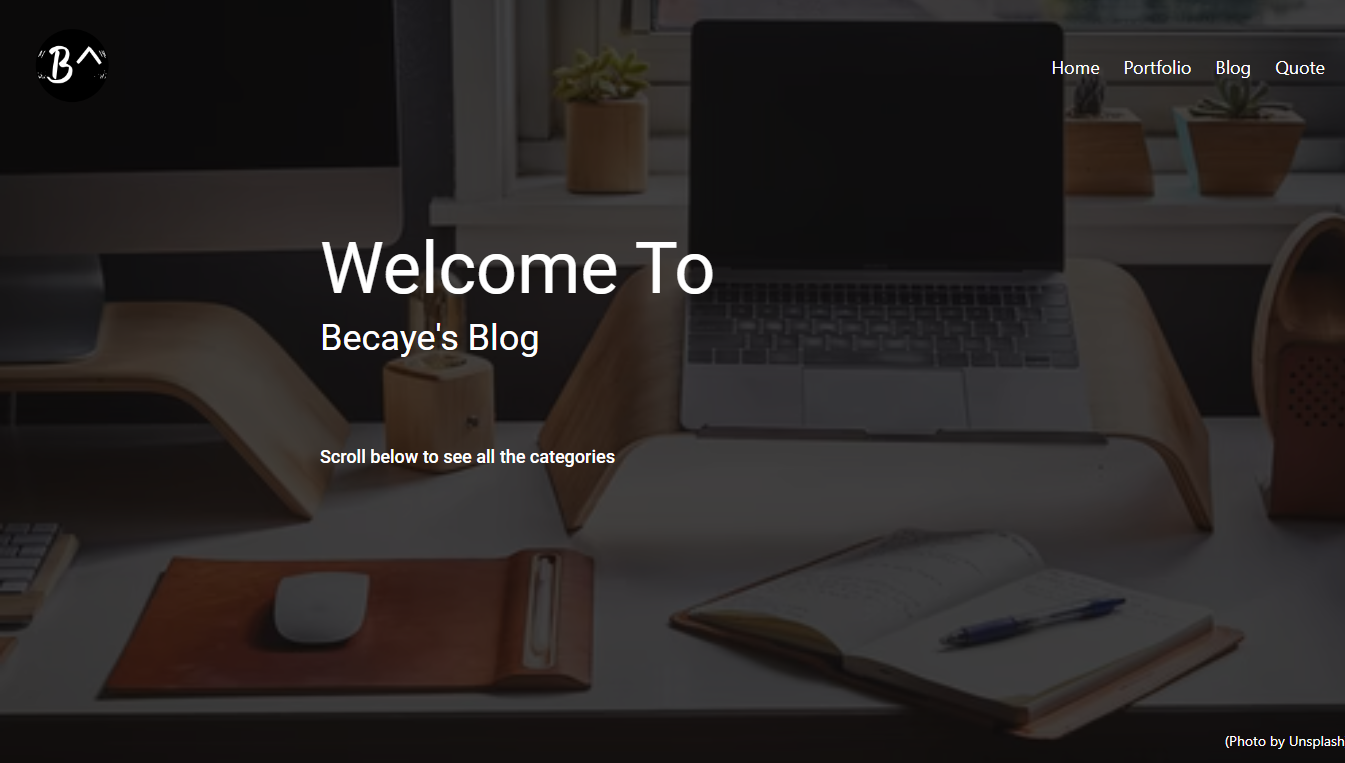 B^
Home Portfolio Blog Quote
Welcome To
Becaye's Blog
Scroll below to see all the categories
(Photo by Unsplash